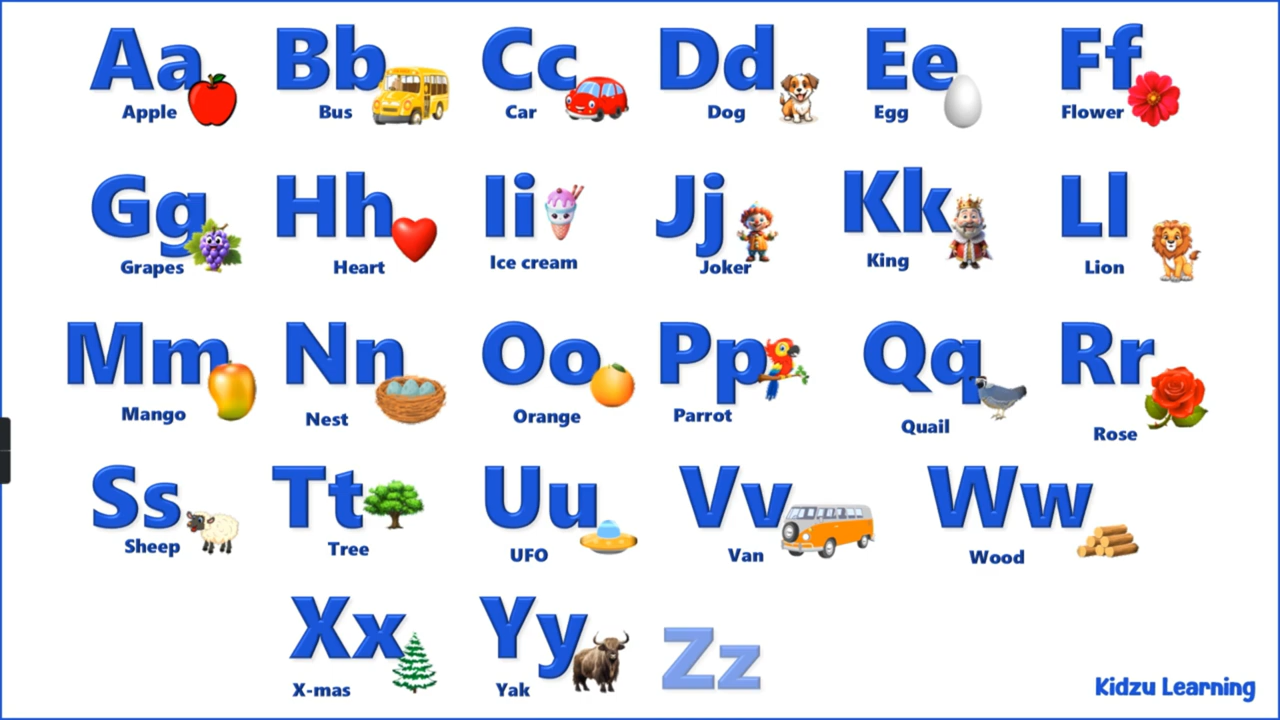 Aa Bb Cc Dd Ee Ff
Apple Bus Car Dog Egg Flower
Gg Hh Ii Jj Kk Ll
Grapes Heart Ice cream Joker King Lion
Mm Nn Oo Pp Qq Rr
Mango Nest Orange Parrot Quail Rose
Ss Tt Uu Vv Ww
Sheep Tree UFO Van Wood
Xx Yy Zz
X-mas Yak
Kidzu Learning